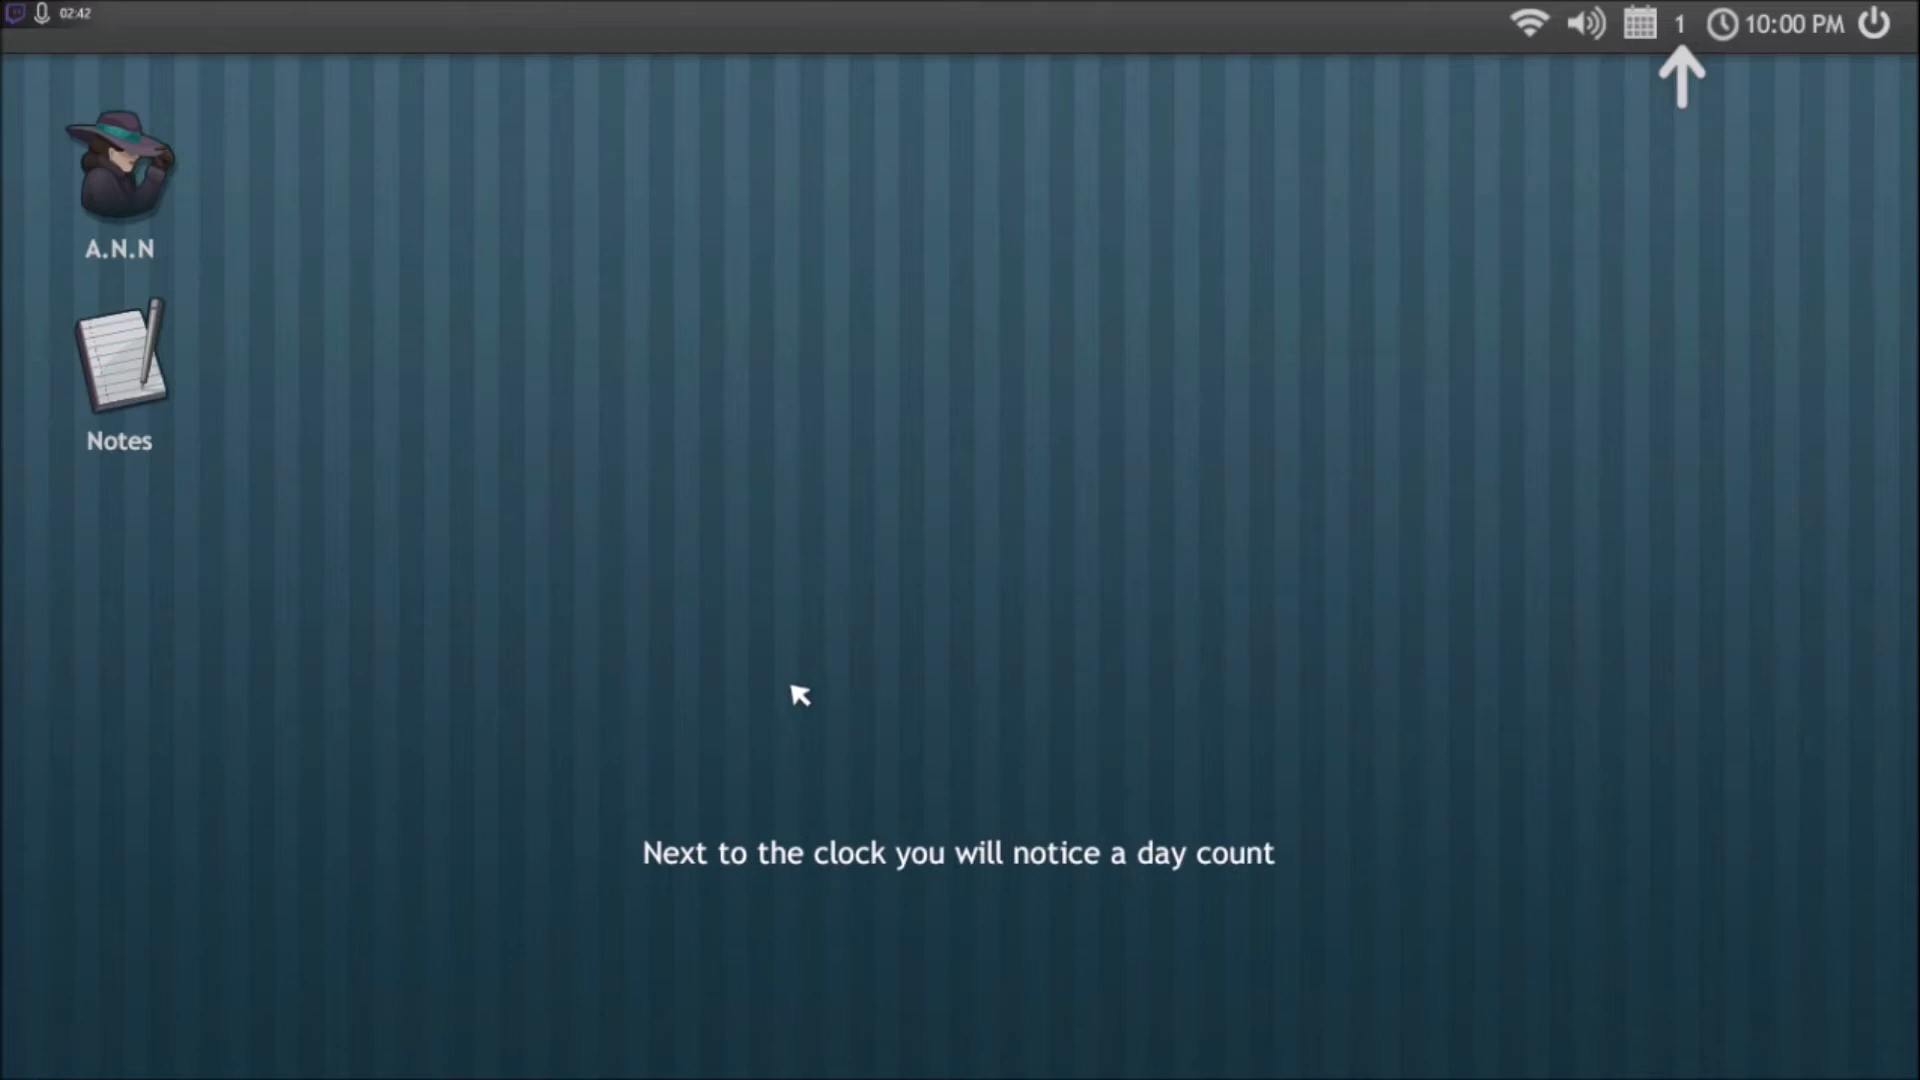 02:42
1
10:00 PM
A.N.N
Notes
Next to the clock you will notice a day count